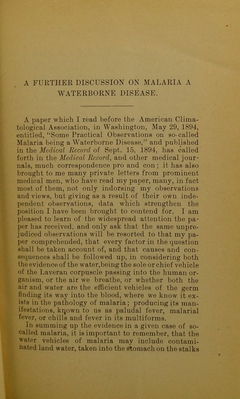 A FURTHER DISCUSSION ON MALARIA A
WATERBORNE DISEASE.
A paper which I read before the American Clima-
tological Association, in Washington, May 29, 1894,
entitled, "Some Practical Observations on so-called
Malaria being a Waterborne Disease," and published
in the Medical Record of Sept. 15, 1894, has called
forth in the Medical Record, and other medical jour-
nals, much correspondence pro and con; it has also
brought to me many private letters from prominent
medical men, who have read my paper, many, in fact
most of them, not only indorsing my observations
and views, but giving as a result of their own inde-
pendent observations, data which strengthen the
position I have been brought to contend for. I am
pleased to learn of the widespread attention the pa-
per has received, and only ask that the same unpre-
judiced observations will be resorted to that my pa-
per comprehended, that every factor in the question
shall be taken account of, and that causes and con-
sequences shall be followed up, in considering both
the evidence of the water, being the sole or chief vehicle
of the Laveran corpuscle passing into the human or-
ganism, or the air we breathe, or whether both the
air and water are the efficient vehicles of the germ
finding its way into the blood, where we know it ex-
ists in the pathology of malaria; producing its man-
ifestations, known to us as paludal fever, malarial
fever, or chills and fever in its multiforms.
In summing up the evidence in a given case of so-
called malaria, it is important to remember, that the
water vehicles of malaria may include contami-
nated land water, taken into the stomach on the stalks